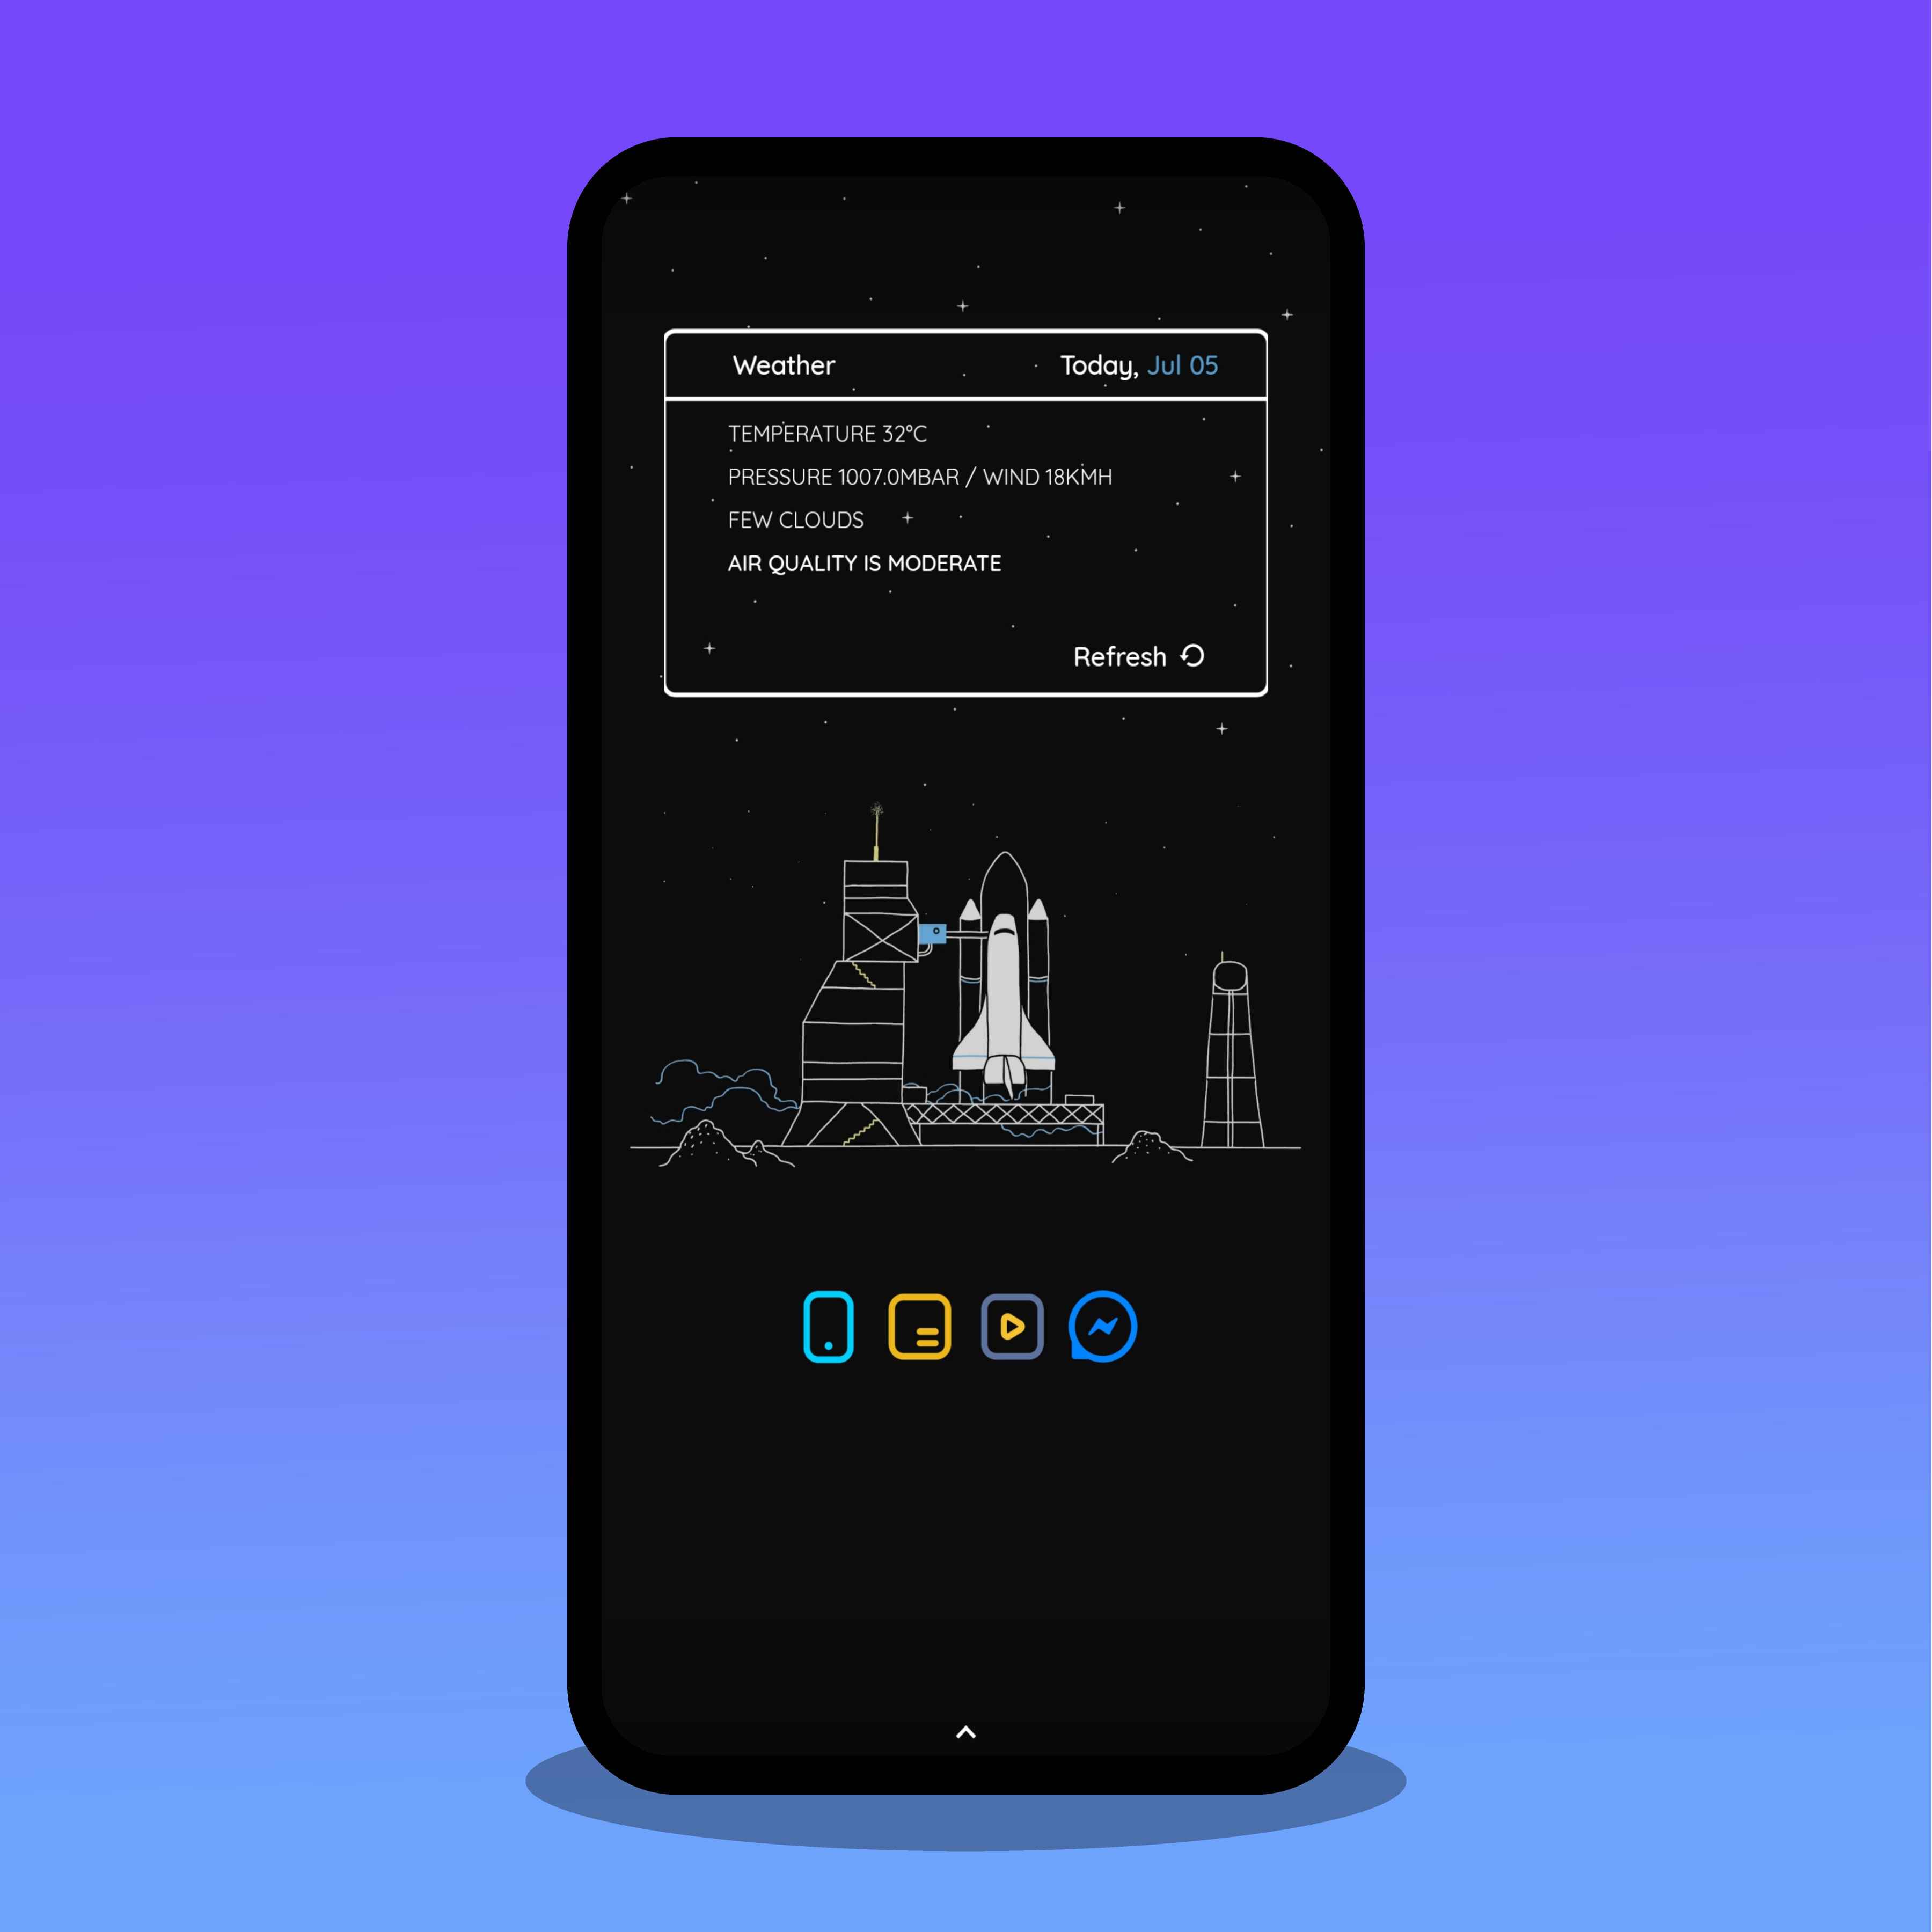 Weather
Today, Jul 05
TEMPERATURE 32°C
PRESSURE 1007.0MBAR / WIND 18KMH
FEW CLOUDS
AIR QUALITY IS MODERATE
Refresh